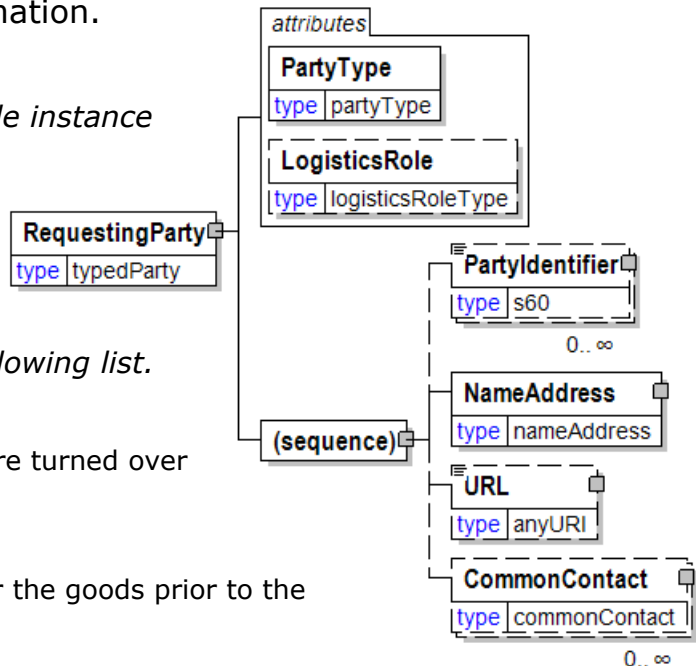 nation.
le instance
lowing list.
re turned over
r the goods prior to the
attributes
PartyType
type partyType
LogisticsRole
type logisticsRoleType
RequestingParty
type typedParty
PartyIdentifier
type s60
0.. ∞
NameAddress
type nameAddress
(sequence)
URL
type anyURI
CommonContact
type commonContact
0.. ∞